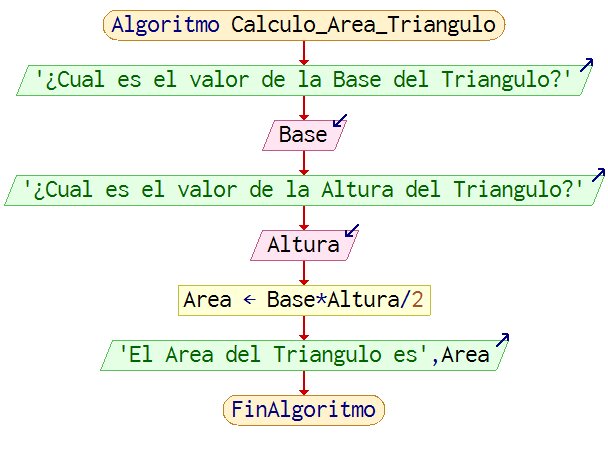 Algoritmo Calculo_Area_Triangulo
'¿Cual es el valor de la Base del Triangulo?'
Base
'¿Cual es el valor de la Altura del Triangulo?'
Altura
Area ← Base*Altura/2
'El Area del Triangulo es',Area
FinAlgoritmo